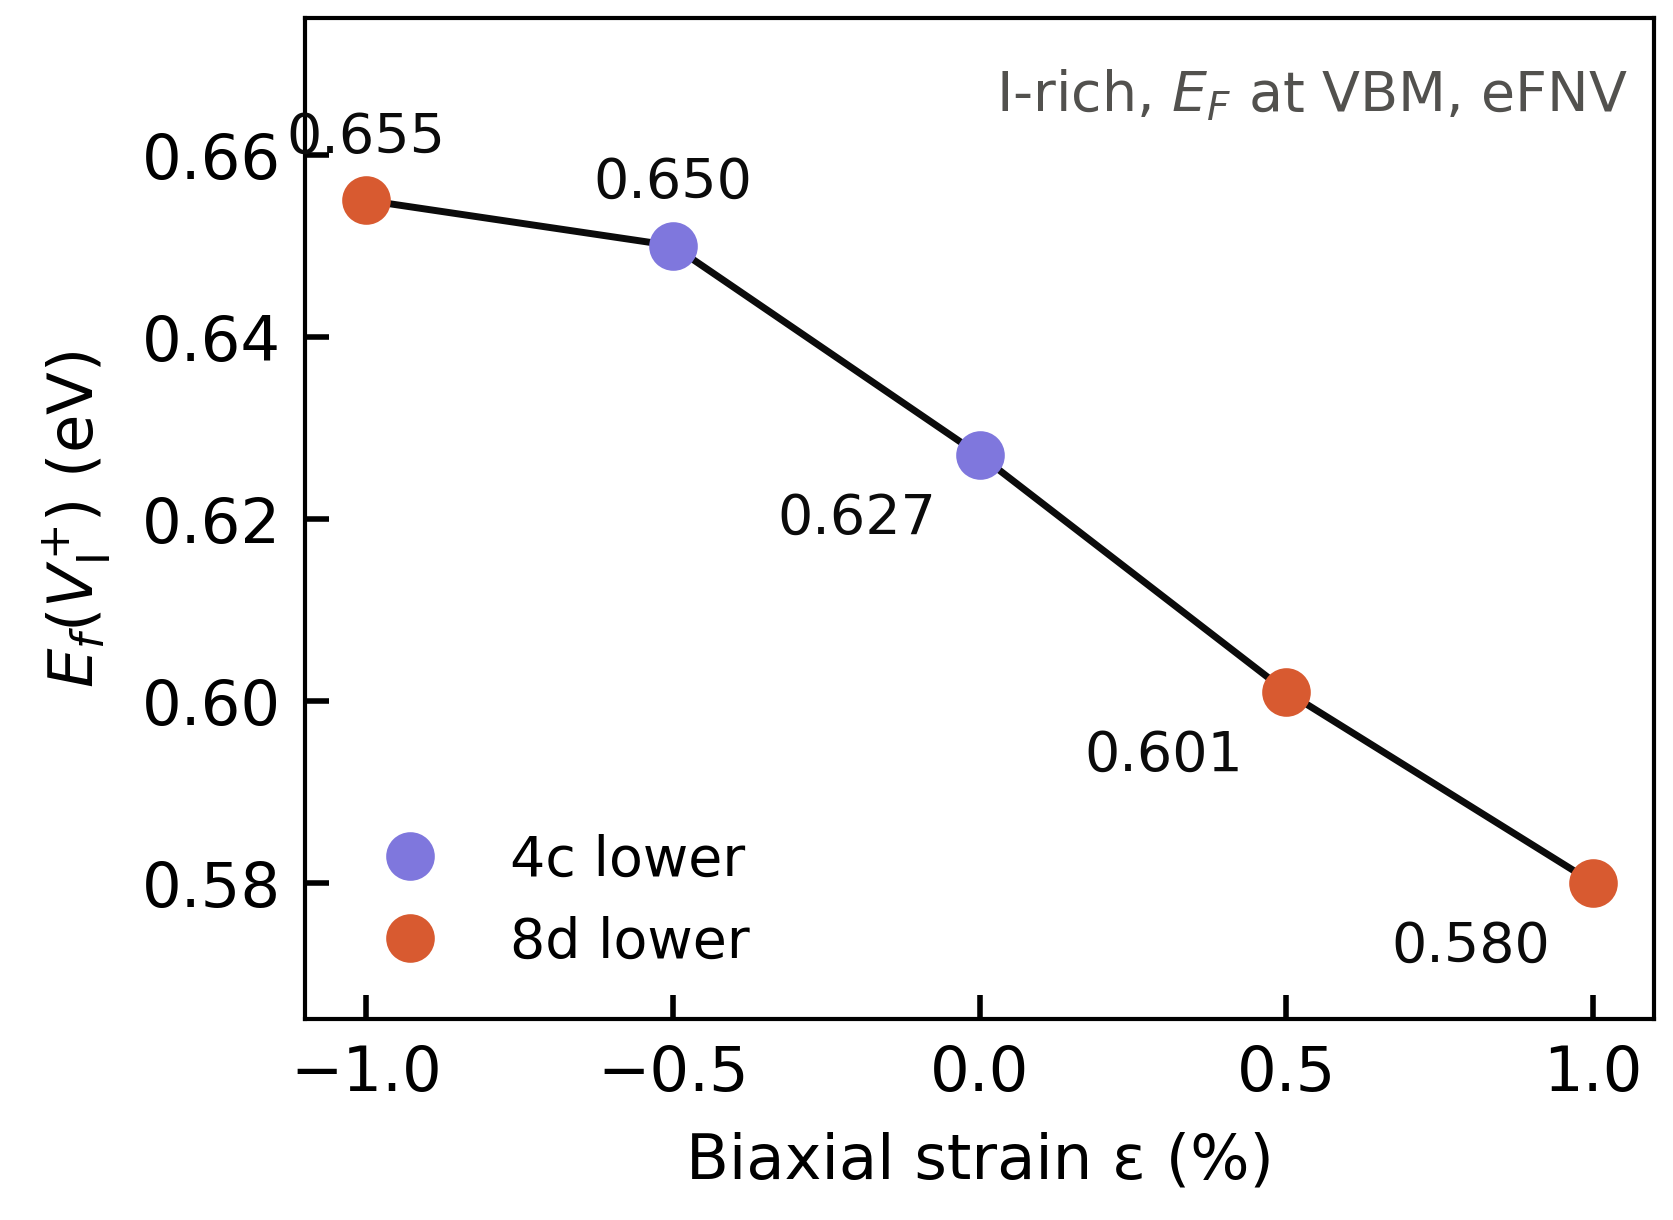 I-rich, E_F at VBM, eFNV
0.655
0.650
0.627
0.601
0.580
0.66
0.64
0.62
0.60
0.58
E_f(V_I^+) (eV)
4c lower
8d lower
−1.0 −0.5 0.0 0.5 1.0
Biaxial strain ε (%)